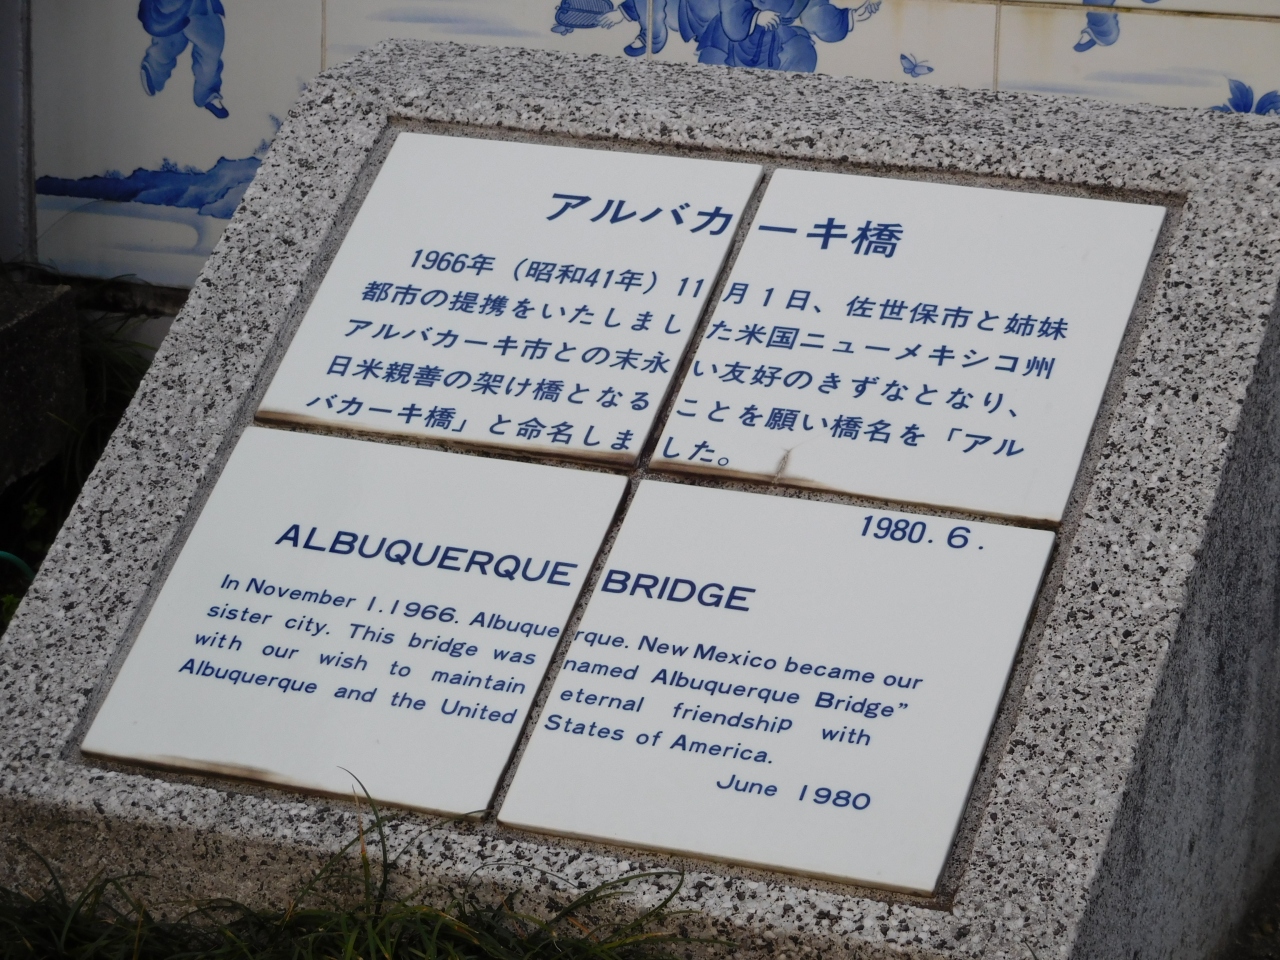 アルバカーキ橋
1966年（昭和41年）11月1日、佐世保市と姉妹
都市の提携をいたしました米国ニューメキシコ州
アルバカーキ市との末永い友好のきずなとなり、
日米親善の架け橋となることを願い橋名を「アル
バカーキ橋」と命名しました。
1980.6.
ALBUQUERQUE BRIDGE
In November 1.1966. Albuquerque. New Mexico became our
sister city. This bridge was named Albuquerque Bridge”
with our wish to maintain eternal friendship with
Albuquerque and the United States of America.
June 1980